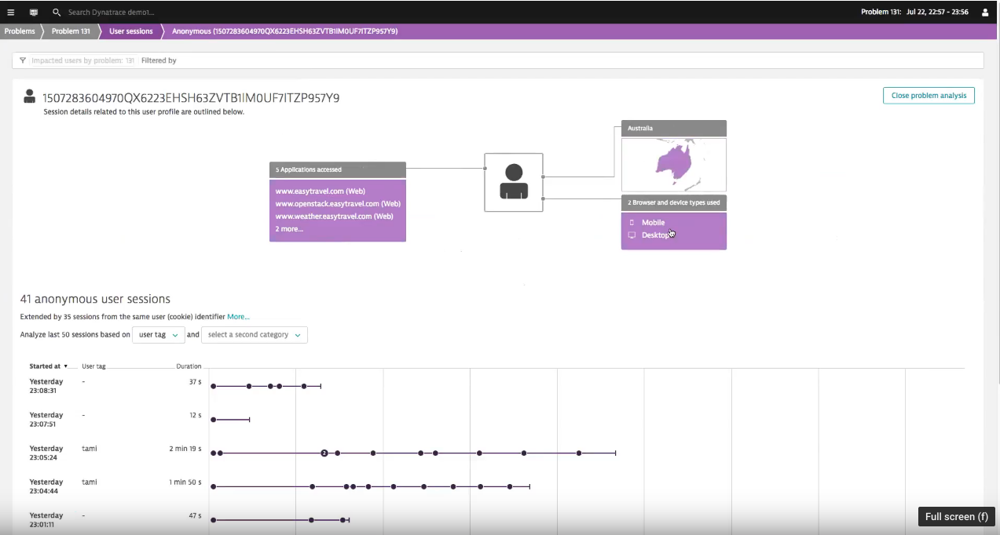 Search Dynatrace demo1...
Problem 131: Jul 22, 22:57 - 23:56
Problems
Problem 131
User sessions
Anonymous (1507283604970QX6223EHSH63ZVTB1IM0UF7ITZP957Y9)
Impacted users by problem: 131
Filtered by
1507283604970QX6223EHSH63ZVTB1IM0UF7ITZP957Y9
Session details related to this user profile are outlined below.
Close problem analysis
Australia
5 Applications accessed
www.easytravel.com (Web)
www.openstack.easytravel.com (Web)
www.weather.easytravel.com (Web)
2 more...
2 Browser and device types used
Mobile
Desktop
41 anonymous user sessions
Extended by 35 sessions from the same user (cookie) identifier More...
Analyze last 50 sessions based on user tag and select a second category
Started at ▼ User tag Duration
Yesterday - 37 s
23:08:31
Yesterday - 12 s
23:07:51
Yesterday tami 2 min 19 s
23:05:24
2
Yesterday tami 1 min 50 s
23:04:44
Yesterday - 47 s
23:01:11
Full screen (f)